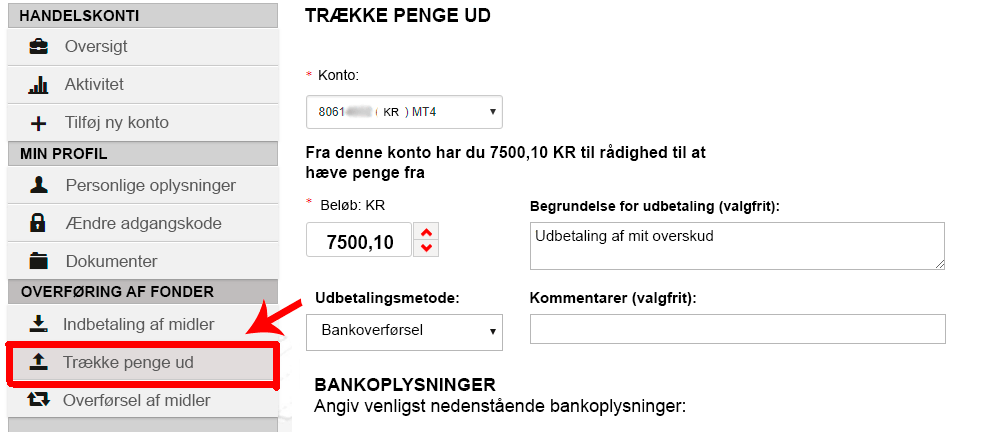 HANDELSKONTI
Oversigt
Aktivitet
Tilføj ny konto
MIN PROFIL
Personlige oplysninger
Ændre adgangskode
Dokumenter
OVERFØRING AF FONDER
Indbetaling af midler
Trække penge ud
Overførsel af midler
TRÆKKE PENGE UD
* Konto:
8061 ( KR ) MT4
Fra denne konto har du 7500,10 KR til rådighed til at
hæve penge fra
* Beløb: KR
7500,10
Begrundelse for udbetaling (valgfrit):
Udbetaling af mit overskud
Udbetalingsmetode:
Bankoverførsel
Kommentarer (valgfrit):
BANKOPLYSNINGER
Angiv venligst nedenstående bankoplysninger: